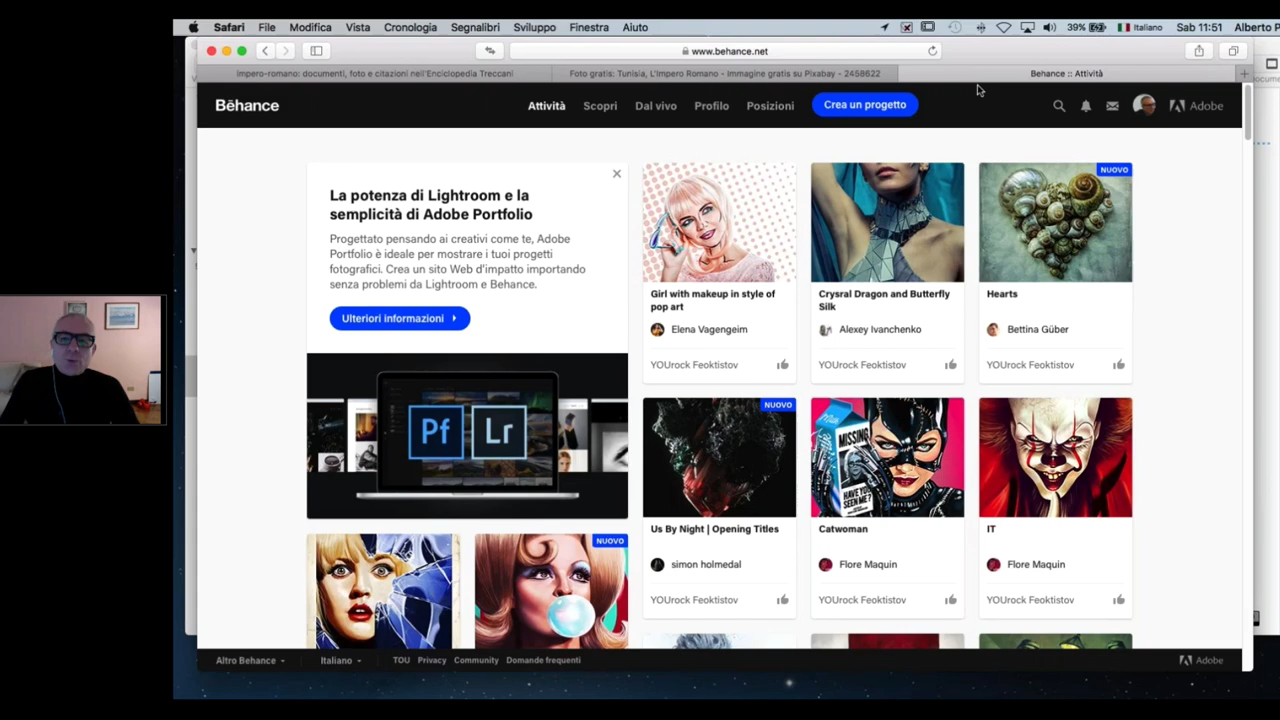 Safari File Modifica Vista Cronologia Segnalibri Sviluppo Finestra Aiuto 39% Italiano Sab 11:51 Alberto P
www.behance.net
Impero-romano: documenti, foto e citazioni nell'Enciclopedia Treccani Foto gratis: Tunisia, L'Impero Romano - Immagine gratis su Pixabay - 2458622 Behance :: Attività
Bēhance Attività Scopri Dal vivo Profilo Posizioni Crea un progetto Adobe
La potenza di Lightroom e la
semplicità di Adobe Portfolio
Progettato pensando ai creativi come te, Adobe
Portfolio è ideale per mostrare i tuoi progetti
fotografici. Crea un sito Web d'impatto importando
senza problemi da Lightroom e Behance.
Ulteriori informazioni
Pf Lr
NUOVO
Girl with makeup in style of
pop art
Elena Vagengeim
YOUrock Feoktistov
Crysral Dragon and Butterfly
Silk
Alexey Ivanchenko
YOUrock Feoktistov
NUOVO
Hearts
Bettina Güber
YOUrock Feoktistov
NUOVO
Us By Night | Opening Titles
simon holmedal
YOUrock Feoktistov
MISSING
HAVE YOU
SEEN ME?
Catwoman
Flore Maquin
YOUrock Feoktistov
IT
Flore Maquin
YOUrock Feoktistov
Altro Behance Italiano TOU Privacy Community Domande frequenti Adobe